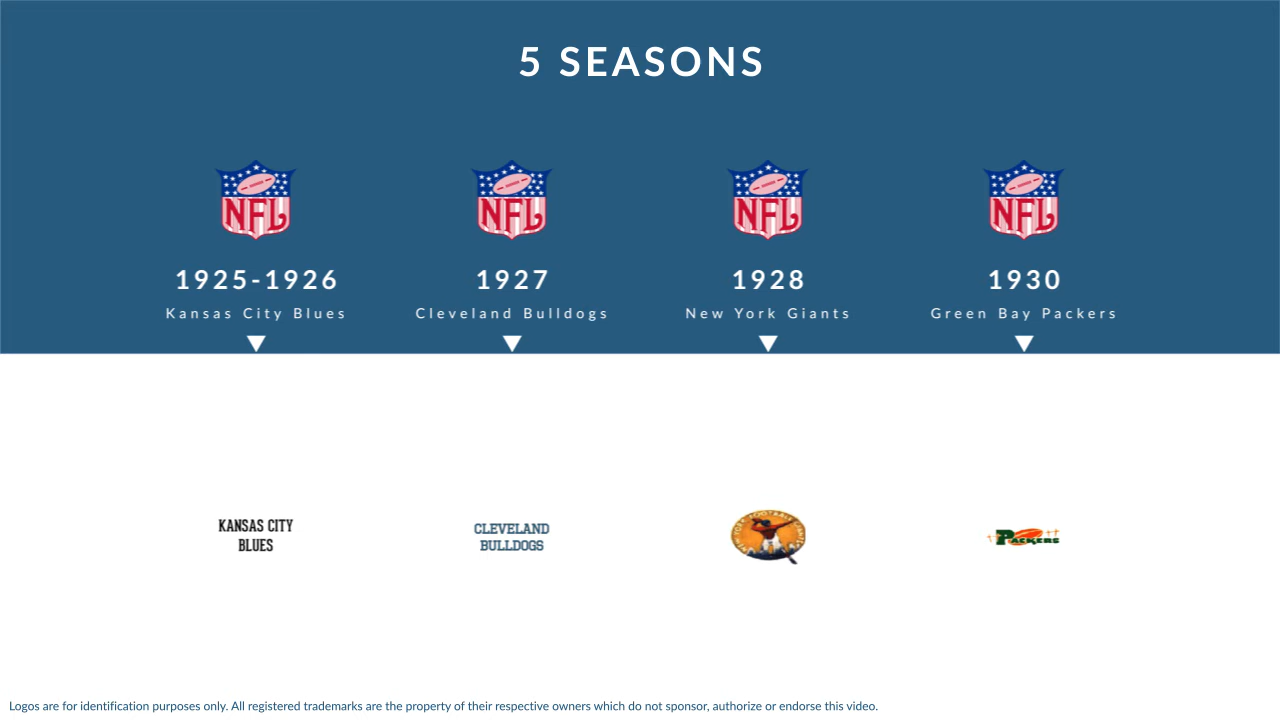 5 SEASONS
NFL NFL NFL NFL
1925-1926 1927 1928 1930
Kansas City Blues Cleveland Bulldogs New York Giants Green Bay Packers
KANSAS CITY
BLUES
CLEVELAND
BULLDOGS
PACKERS
Logos are for identification purposes only. All registered trademarks are the property of their respective owners which do not sponsor, authorize or endorse this video.